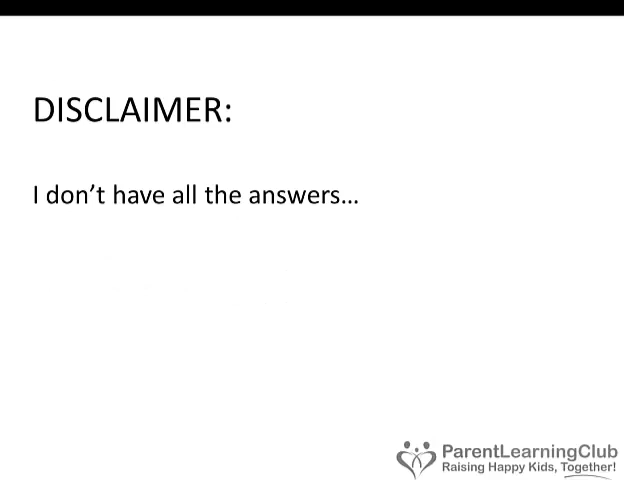 DISCLAIMER:
I don’t have all the answers…
ParentLearningClub
Raising Happy Kids, Together!